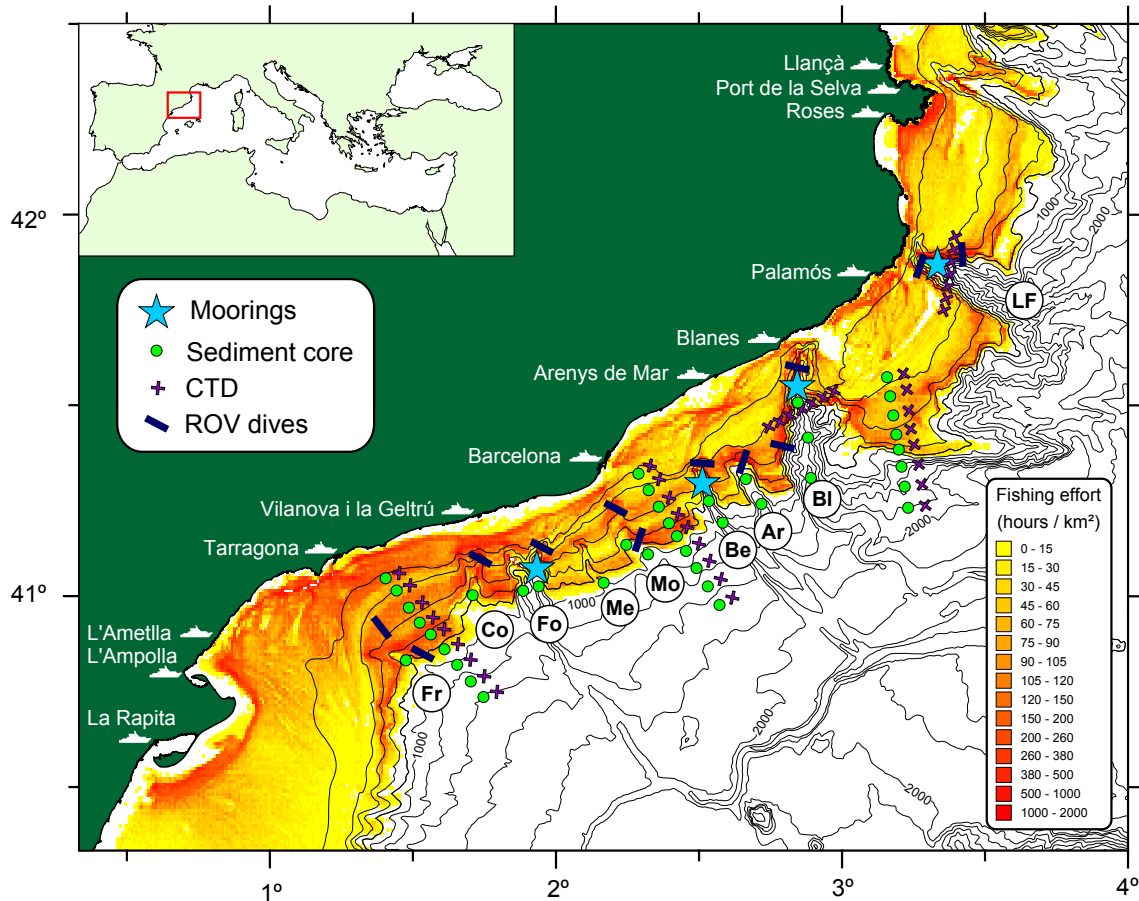 Llançà
Port de la Selva
Roses
42º
1000
2000
Palamós
LF
Moorings
Sediment core
CTD
ROV dives
Blanes
Arenys de Mar
Barcelona
Vilanova i la Geltrú
Tarragona
Bl
Ar
Be
Mo
Me
Fo
Co
Fr
41º
1000
2000
L'Ametlla
L'Ampolla
La Rapita
1000
2000
2000
2000
Fishing effort
(hours / km²)
0 - 15
15 - 30
30 - 45
45 - 60
60 - 75
75 - 90
90 - 105
105 - 120
120 - 150
150 - 200
200 - 260
260 - 380
380 - 500
500 - 1000
1000 - 2000
1º
2º
3º
4º